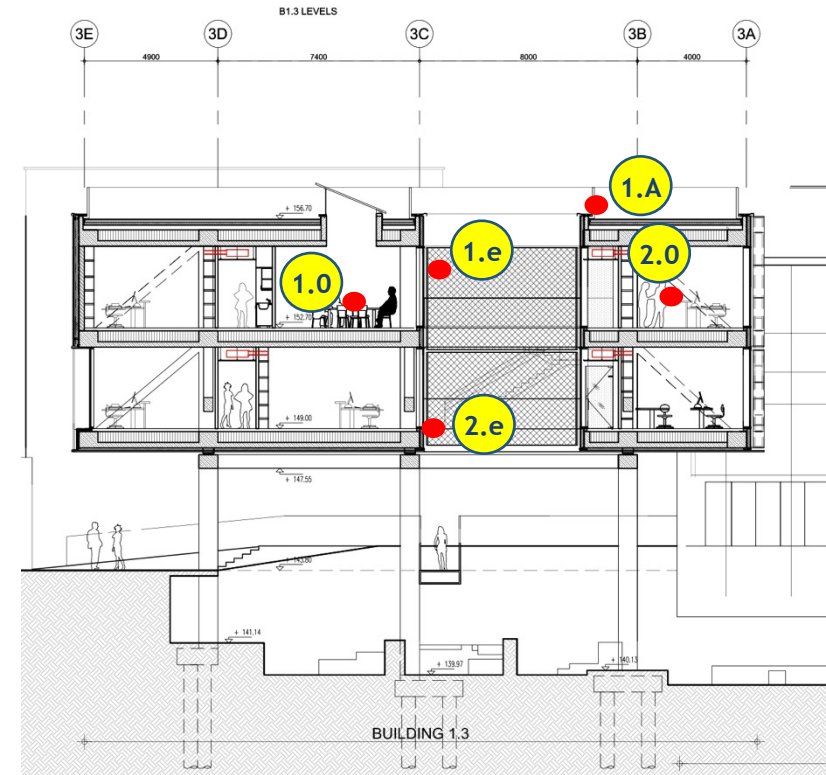 B1.3 LEVELS
3E 3D 3C 3B 3A
4900 7400 8000 4000
1.A
+ 156.70
1.e
2.0
1.0
+ 152.70
+ 149.00
2.e
+ 147.55
+ 141.14
+ 139.97
+ 140.13
BUILDING 1.3